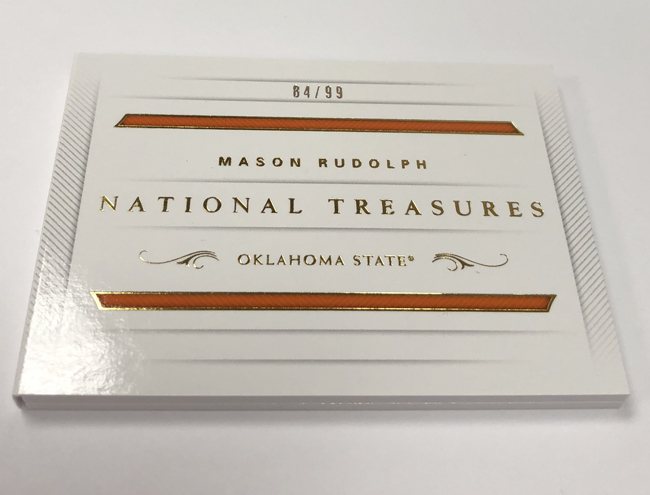 84/99
MASON RUDOLPH
NATIONAL TREASURES
OKLAHOMA STATE®